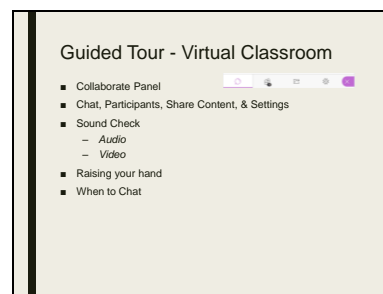 Guided Tour - Virtual Classroom
■ Collaborate Panel
■ Chat, Participants, Share Content, & Settings
■ Sound Check
– Audio
– Video
■ Raising your hand
■ When to Chat